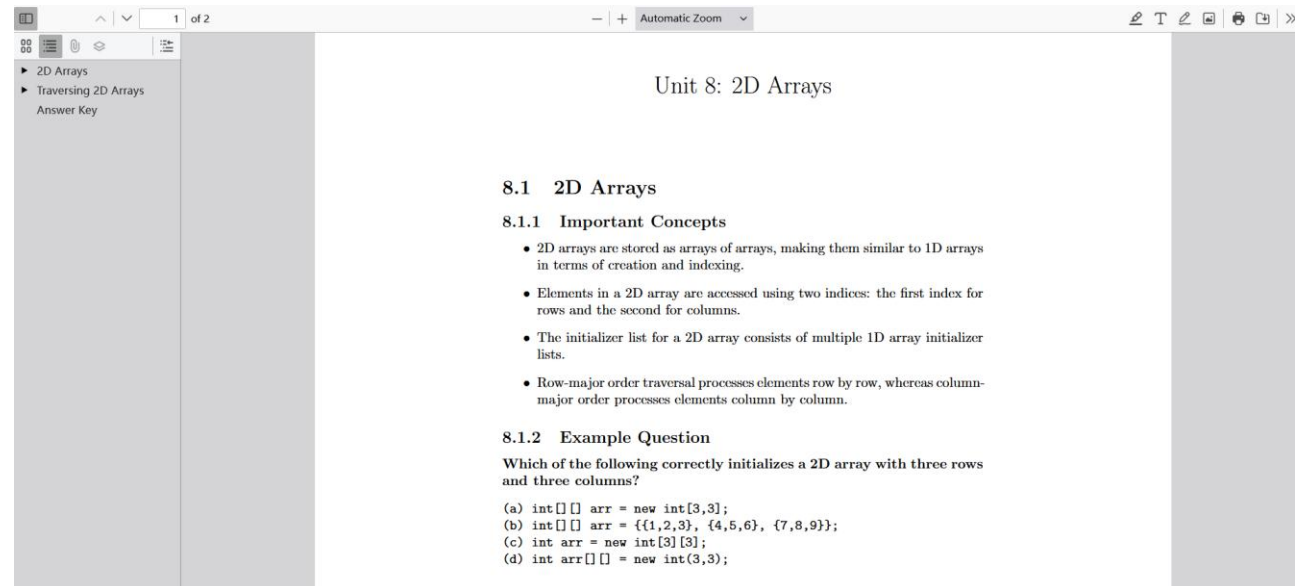 1 of 2
Automatic Zoom
2D Arrays
Traversing 2D Arrays
Answer Key
Unit 8: 2D Arrays
8.1 2D Arrays
8.1.1 Important Concepts
• 2D arrays are stored as arrays of arrays, making them similar to 1D arrays
in terms of creation and indexing.
• Elements in a 2D array are accessed using two indices: the first index for
rows and the second for columns.
• The initializer list for a 2D array consists of multiple 1D array initializer
lists.
• Row-major order traversal processes elements row by row, whereas column-
major order processes elements column by column.
8.1.2 Example Question
Which of the following correctly initializes a 2D array with three rows
and three columns?
(a) int[][] arr = new int[3,3];
(b) int[][] arr = {{1,2,3}, {4,5,6}, {7,8,9}};
(c) int arr = new int[3][3];
(d) int arr[][] = new int(3,3);